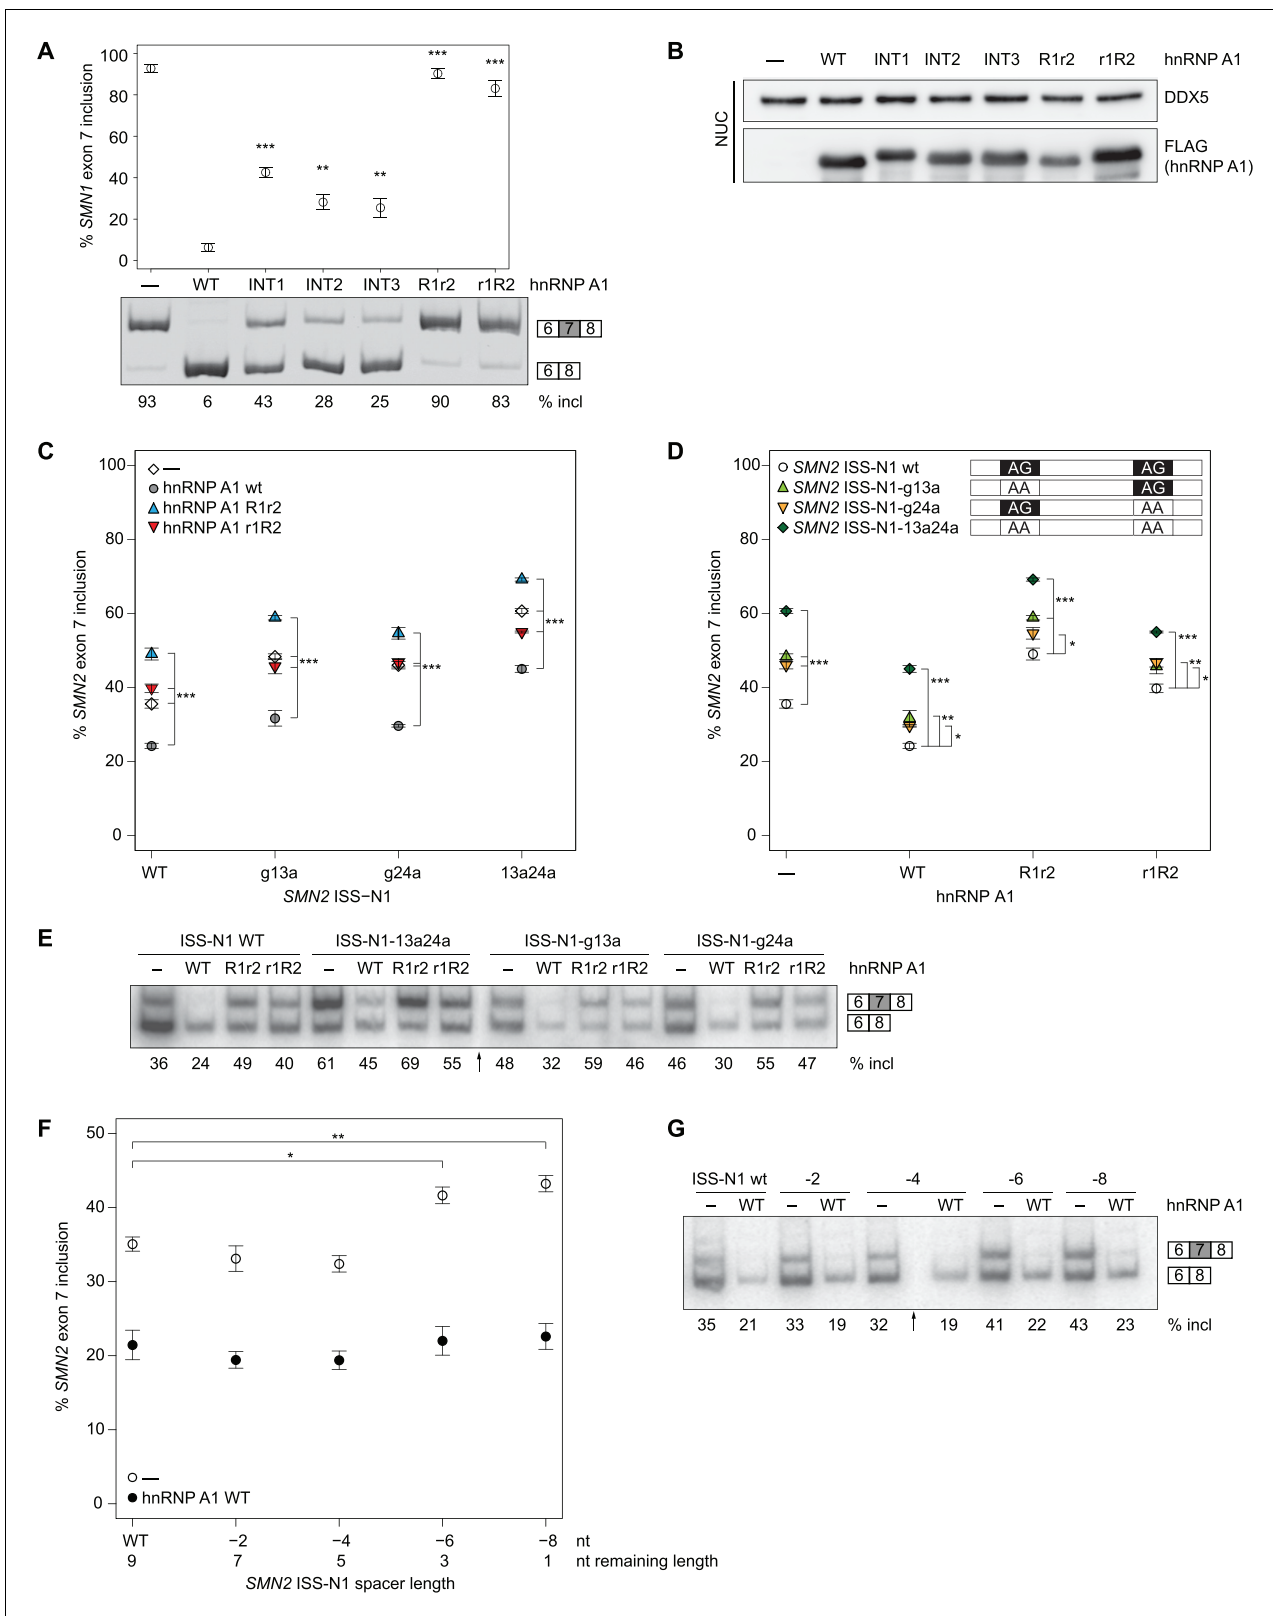 A
% SMN1 exon 7 inclusion
100
80
60
40
20
0
***
**
**
***
***
— WT INT1 INT2 INT3 R1r2 r1R2 hnRNP A1
6 7 8
6 8
93 6 43 28 25 90 83 % incl
B
— WT INT1 INT2 INT3 R1r2 r1R2 hnRNP A1
NUC
DDX5
FLAG
(hnRNP A1)
C
% SMN2 exon 7 inclusion
100
80
60
40
20
0
—
hnRNP A1 wt
hnRNP A1 R1r2
hnRNP A1 r1R2
***
***
***
***
WT g13a g24a 13a24a
SMN2 ISS−N1
D
% SMN2 exon 7 inclusion
100
80
60
40
20
0
SMN2 ISS-N1 wt AG AG
SMN2 ISS-N1-g13a AA AG
SMN2 ISS-N1-g24a AG AA
SMN2 ISS-N1-13a24a AA AA
***
***
**
*
***
*
***
**
*
— WT R1r2 r1R2
hnRNP A1
E
ISS-N1 WT ISS-N1-13a24a ISS-N1-g13a ISS-N1-g24a
– WT R1r2 r1R2 – WT R1r2 r1R2 – WT R1r2 r1R2 – WT R1r2 r1R2 hnRNP A1
6 7 8
6 8
36 24 49 40 61 45 69 55 48 32 59 46 46 30 55 47 % incl
F
% SMN2 exon 7 inclusion
50
40
30
20
10
0
**
*
—
hnRNP A1 WT
WT −2 −4 −6 −8 nt
9 7 5 3 1 nt remaining length
SMN2 ISS-N1 spacer length
G
ISS-N1 wt -2 -4 -6 -8
– WT – WT – WT – WT – WT hnRNP A1
6 7 8
6 8
35 21 33 19 32 19 41 22 43 23 % incl